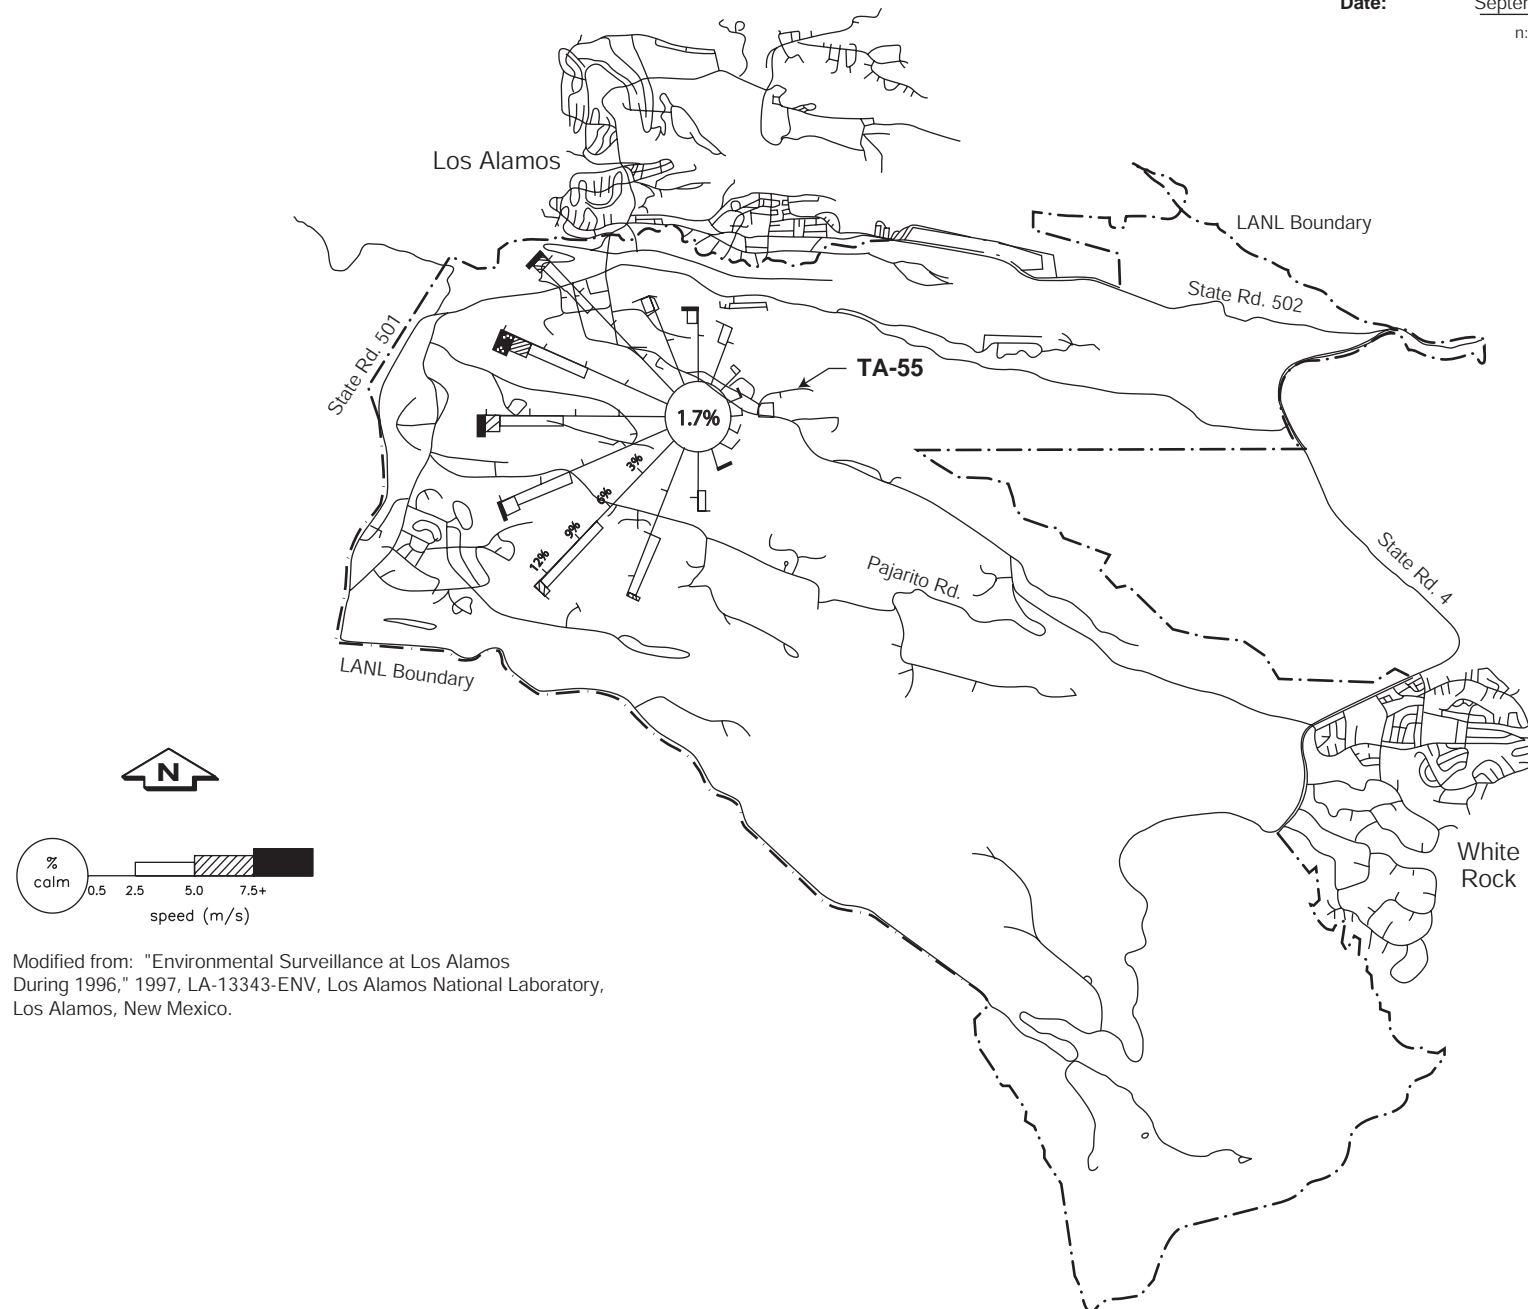 Date:
Los Alamos
LANL Boundary
State Rd. 502
State Rd. 501
TA-55
1.7%
3%
6%
9%
12%
State Rd. 4
Pajarito Rd.
LANL Boundary
N
%
calm
0.5 2.5 5.0 7.5+
speed (m/s)
White
Rock
Modified from: "Environmental Surveillance at Los Alamos
During 1996," 1997, LA-13343-ENV, Los Alamos National Laboratory,
Los Alamos, New Mexico.